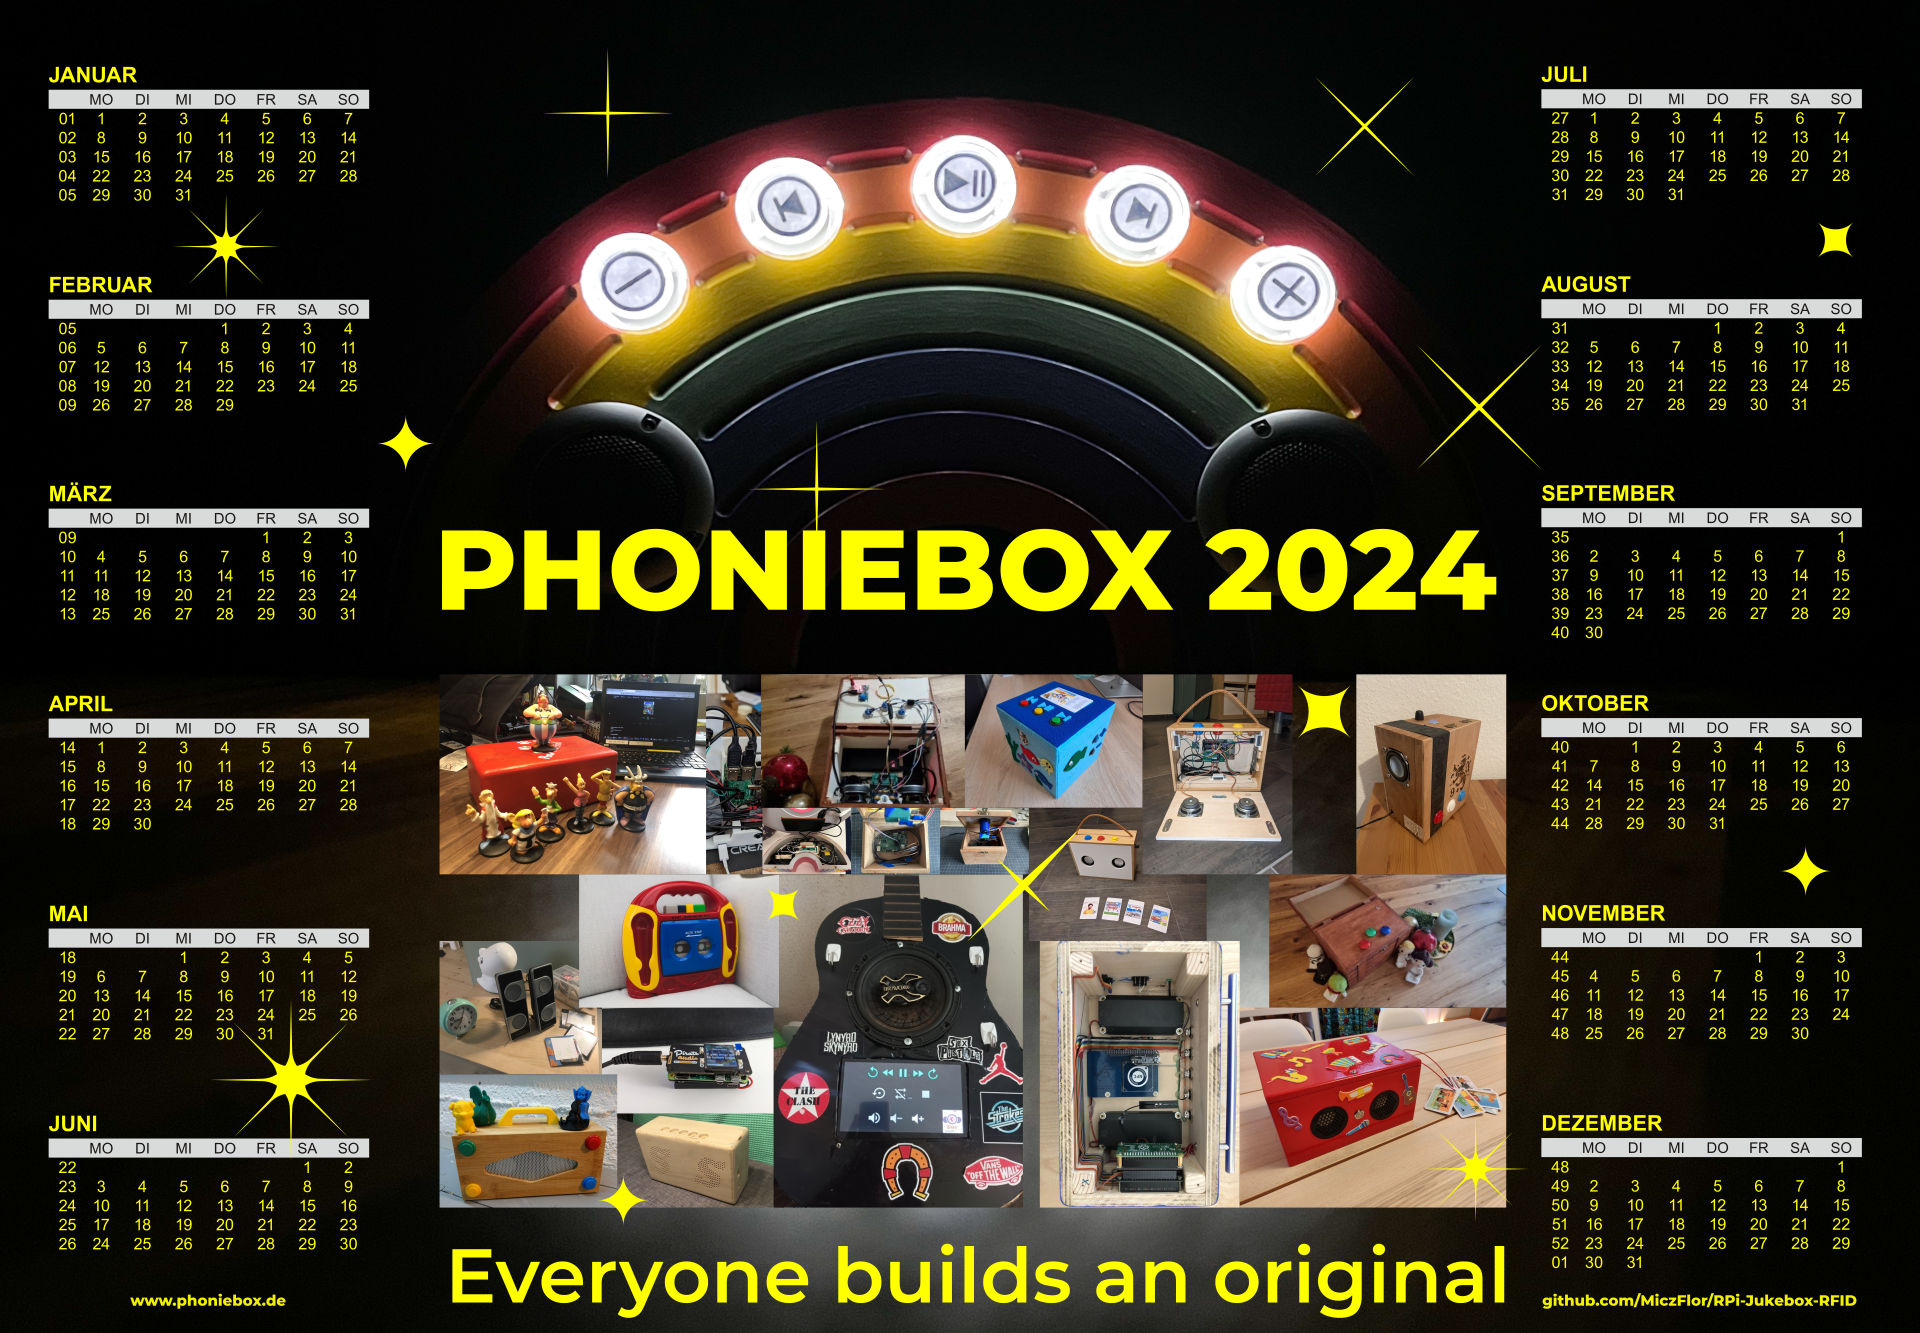 JANUAR
MO DI MI DO FR SA SO
01 1 2 3 4 5 6 7
02 8 9 10 11 12 13 14
03 15 16 17 18 19 20 21
04 22 23 24 25 26 27 28
05 29 30 31
FEBRUAR
MO DI MI DO FR SA SO
05 1 2 3 4
06 5 6 7 8 9 10 11
07 12 13 14 15 16 17 18
08 19 20 21 22 23 24 25
09 26 27 28 29
MÄRZ
MO DI MI DO FR SA SO
09 1 2 3
10 4 5 6 7 8 9 10
11 11 12 13 14 15 16 17
12 18 19 20 21 22 23 24
13 25 26 27 28 29 30 31
APRIL
MO DI MI DO FR SA SO
14 1 2 3 4 5 6 7
15 8 9 10 11 12 13 14
16 15 16 17 18 19 20 21
17 22 23 24 25 26 27 28
18 29 30
MAI
MO DI MI DO FR SA SO
18 1 2 3 4 5
19 6 7 8 9 10 11 12
20 13 14 15 16 17 18 19
21 20 21 22 23 24 25 26
22 27 28 29 30 31
JUNI
MO DI MI DO FR SA SO
22 1 2
23 3 4 5 6 7 8 9
24 10 11 12 13 14 15 16
25 17 18 19 20 21 22 23
26 24 25 26 27 28 29 30
www.phoniebox.de
PHONIEBOX 2024
CREA
BRAHMA
LYNYRD
SKYNYRD
THE
CLASH
The
Strokes
VANS
"OFF THE WALL"
Everyone builds an original
JULI
MO DI MI DO FR SA SO
27 1 2 3 4 5 6 7
28 8 9 10 11 12 13 14
29 15 16 17 18 19 20 21
30 22 23 24 25 26 27 28
31 29 30 31
AUGUST
MO DI MI DO FR SA SO
31 1 2 3 4
32 5 6 7 8 9 10 11
33 12 13 14 15 16 17 18
34 19 20 21 22 23 24 25
35 26 27 28 29 30 31
SEPTEMBER
MO DI MI DO FR SA SO
35 1
36 2 3 4 5 6 7 8
37 9 10 11 12 13 14 15
38 16 17 18 19 20 21 22
39 23 24 25 26 27 28 29
40 30
OKTOBER
MO DI MI DO FR SA SO
40 1 2 3 4 5 6
41 7 8 9 10 11 12 13
42 14 15 16 17 18 19 20
43 21 22 23 24 25 26 27
44 28 29 30 31
NOVEMBER
MO DI MI DO FR SA SO
44 1 2 3
45 4 5 6 7 8 9 10
46 11 12 13 14 15 16 17
47 18 19 20 21 22 23 24
48 25 26 27 28 29 30
DEZEMBER
MO DI MI DO FR SA SO
48 1
49 2 3 4 5 6 7 8
50 9 10 11 12 13 14 15
51 16 17 18 19 20 21 22
52 23 24 25 26 27 28 29
01 30 31
github.com/MiczFlor/RPi-Jukebox-RFID